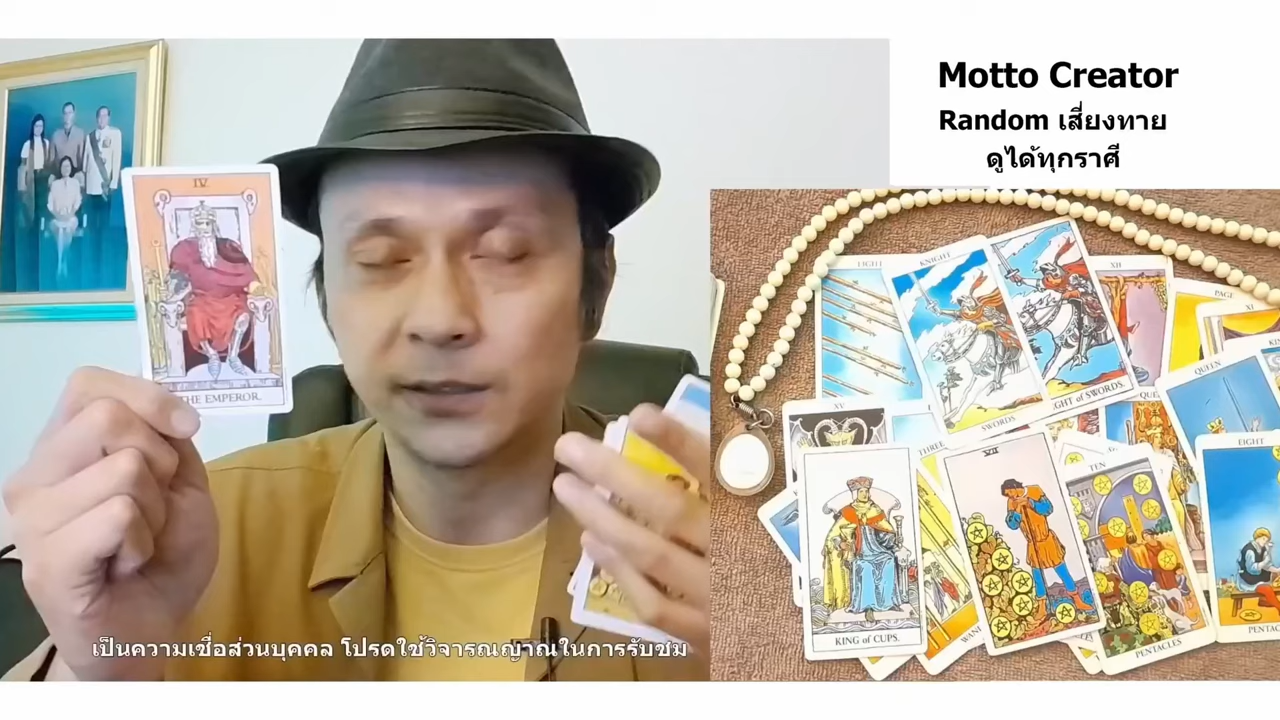 Motto Creator
Random เสี่ยงทาย
ดูได้ทุกราศี
IV
THE EMPEROR.
EIGHT
KNIGHT
XII
PAGE
XI
QUEEN
XV
SWORDS
GHT of SWORDS.
QUE
THREE
VII
TEN
EIGHT
KING of CUPS.
WAN
PENTACLES
PENTAC
เป็นความเชื่อส่วนบุคคล โปรดใช้วิจารณญาณในการรับชม